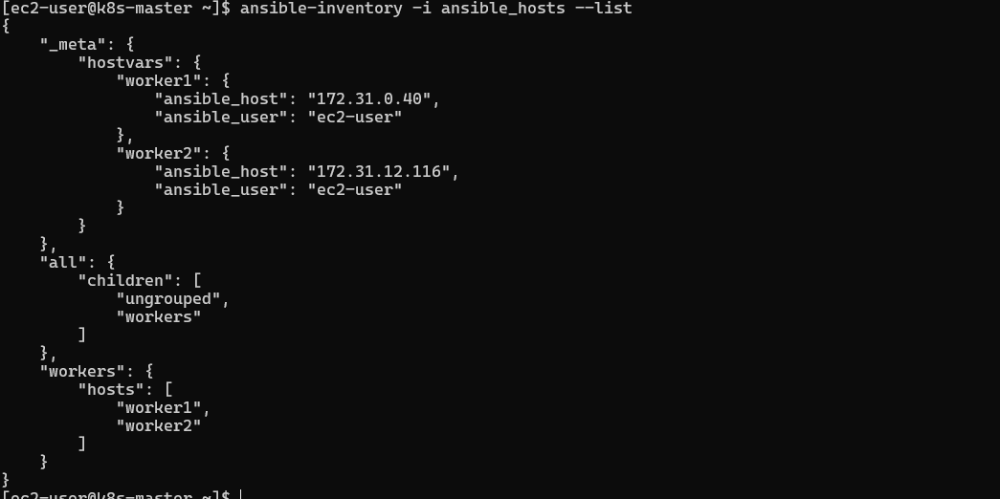 [ec2-user@k8s-master ~]$ ansible-inventory -i ansible_hosts --list
{
    "_meta": {
        "hostvars": {
            "worker1": {
                "ansible_host": "172.31.0.40",
                "ansible_user": "ec2-user"
            },
            "worker2": {
                "ansible_host": "172.31.12.116",
                "ansible_user": "ec2-user"
            }
        }
    },
    "all": {
        "children": [
            "ungrouped",
            "workers"
        ]
    },
    "workers": {
        "hosts": [
            "worker1",
            "worker2"
        ]
    }
}
[ec2-user@k8s-master ~]$